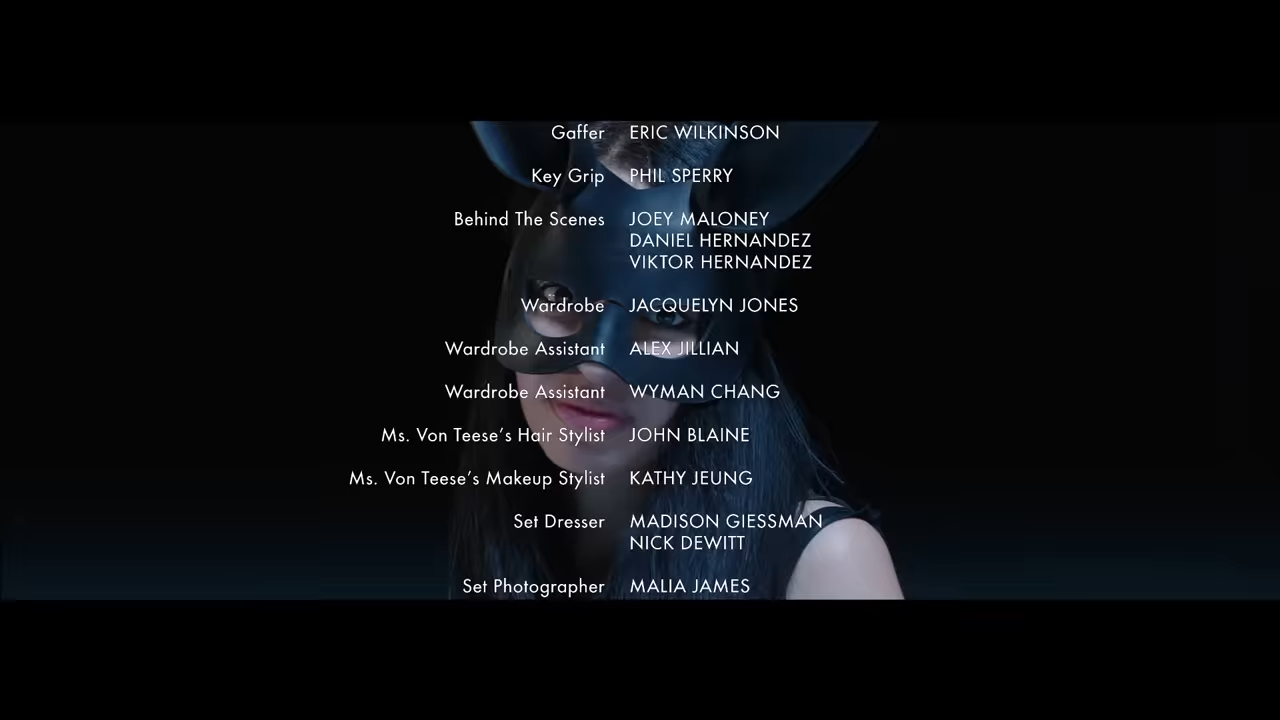 Gaffer ERIC WILKINSON
Key Grip PHIL SPERRY
Behind The Scenes JOEY MALONEY
DANIEL HERNANDEZ
VIKTOR HERNANDEZ
Wardrobe JACQUELYN JONES
Wardrobe Assistant ALEX JILLIAN
Wardrobe Assistant WYMAN CHANG
Ms. Von Teese's Hair Stylist JOHN BLAINE
Ms. Von Teese's Makeup Stylist KATHY JEUNG
Set Dresser MADISON GIESSMAN
NICK DEWITT
Set Photographer MALIA JAMES